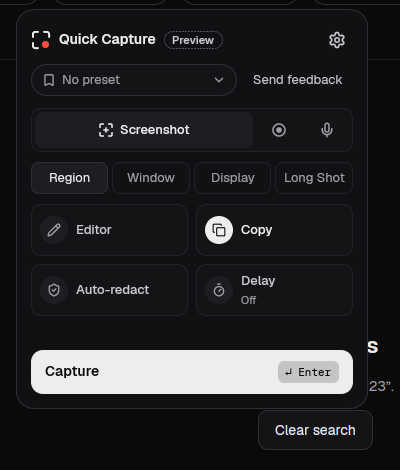 Quick Capture Preview
No preset Send feedback
Screenshot
Region Window Display Long Shot
Editor Copy
Auto-redact Delay
Off
s
Capture ↵ Enter
23”.
Clear search